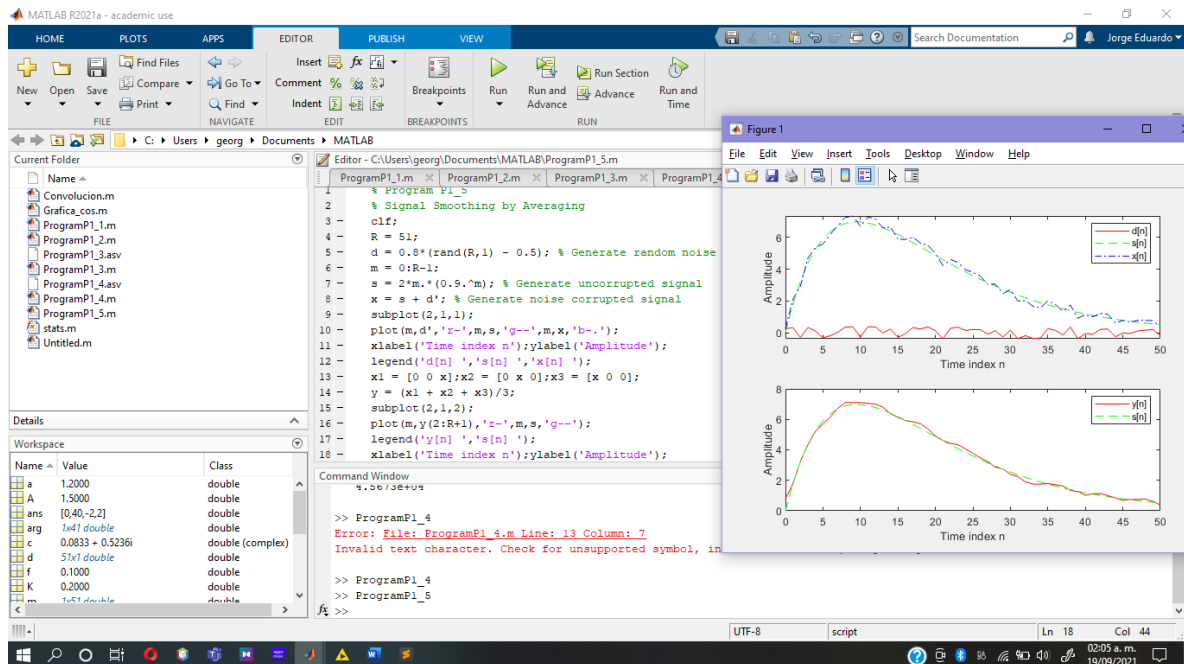 MATLAB R2021a - academic use
HOME PLOTS APPS EDITOR PUBLISH VIEW
Search Documentation
Jorge Eduardo
New
Open
Save
Find Files
Compare
Print
FILE
Go To
Find
NAVIGATE
Insert
Comment
Indent
EDIT
Breakpoints
BREAKPOINTS
Run
Run and Advance
Run Section
Advance
Run and Time
RUN
C: Users georg Documents MATLAB
Current Folder
Name
Convolucion.m
Grafica_cos.m
ProgramP1_1.m
ProgramP1_2.m
ProgramP1_3.asv
ProgramP1_3.m
ProgramP1_4.asv
ProgramP1_4.m
ProgramP1_5.m
stats.m
Untitled.m
Details
Workspace
Name Value Class
a 1.2000 double
A 1.5000 double
ans [0,40,-2,2] double
arg 1x41 double
c 0.0833 + 0.5236i double (complex)
d 51x1 double double
f 0.1000 double
K 0.2000 double
m 1x51 double double
Editor - C:\Users\georg\Documents\MATLAB\ProgramP1_5.m
ProgramP1_1.m ProgramP1_2.m ProgramP1_3.m ProgramP1_4
1 % Program P1_5
2 % Signal Smoothing by Averaging
3 - clf;
4 - R = 51;
5 - d = 0.8*(rand(R,1) - 0.5); % Generate random noise
6 - m = 0:R-1;
7 - s = 2*m.*(0.9.^m); % Generate uncorrupted signal
8 - x = s + d'; % Generate noise corrupted signal
9 - subplot(2,1,1);
10 - plot(m,d','r-',m,s,'g--',m,x,'b-.');
11 - xlabel('Time index n');ylabel('Amplitude');
12 - legend('d[n] ','s[n] ','x[n] ');
13 - x1 = [0 0 x];x2 = [0 x 0];x3 = [x 0 0];
14 - y = (x1 + x2 + x3)/3;
15 - subplot(2,1,2);
16 - plot(m,y(2:R+1),'r-',m,s,'g--');
17 - legend('y[n] ','s[n] ');
18 - xlabel('Time index n');ylabel('Amplitude');
Command Window
4.5673e+04
>> ProgramP1_4
Error: File: ProgramP1_4.m Line: 13 Column: 7
Invalid text character. Check for unsupported symbol, in
>> ProgramP1_4
>> ProgramP1_5
fx >>
Figure 1
File Edit View Insert Tools Desktop Window Help
Amplitude
6
4
2
0
0 5 10 15 20 25 30 35 40 45 50
Time index n
d[n]
s[n]
x[n]
Amplitude
8
6
4
2
0
0 5 10 15 20 25 30 35 40 45 50
Time index n
y[n]
s[n]
UTF-8 script Ln 18 Col 44
02:05 a. m.
19/09/2021